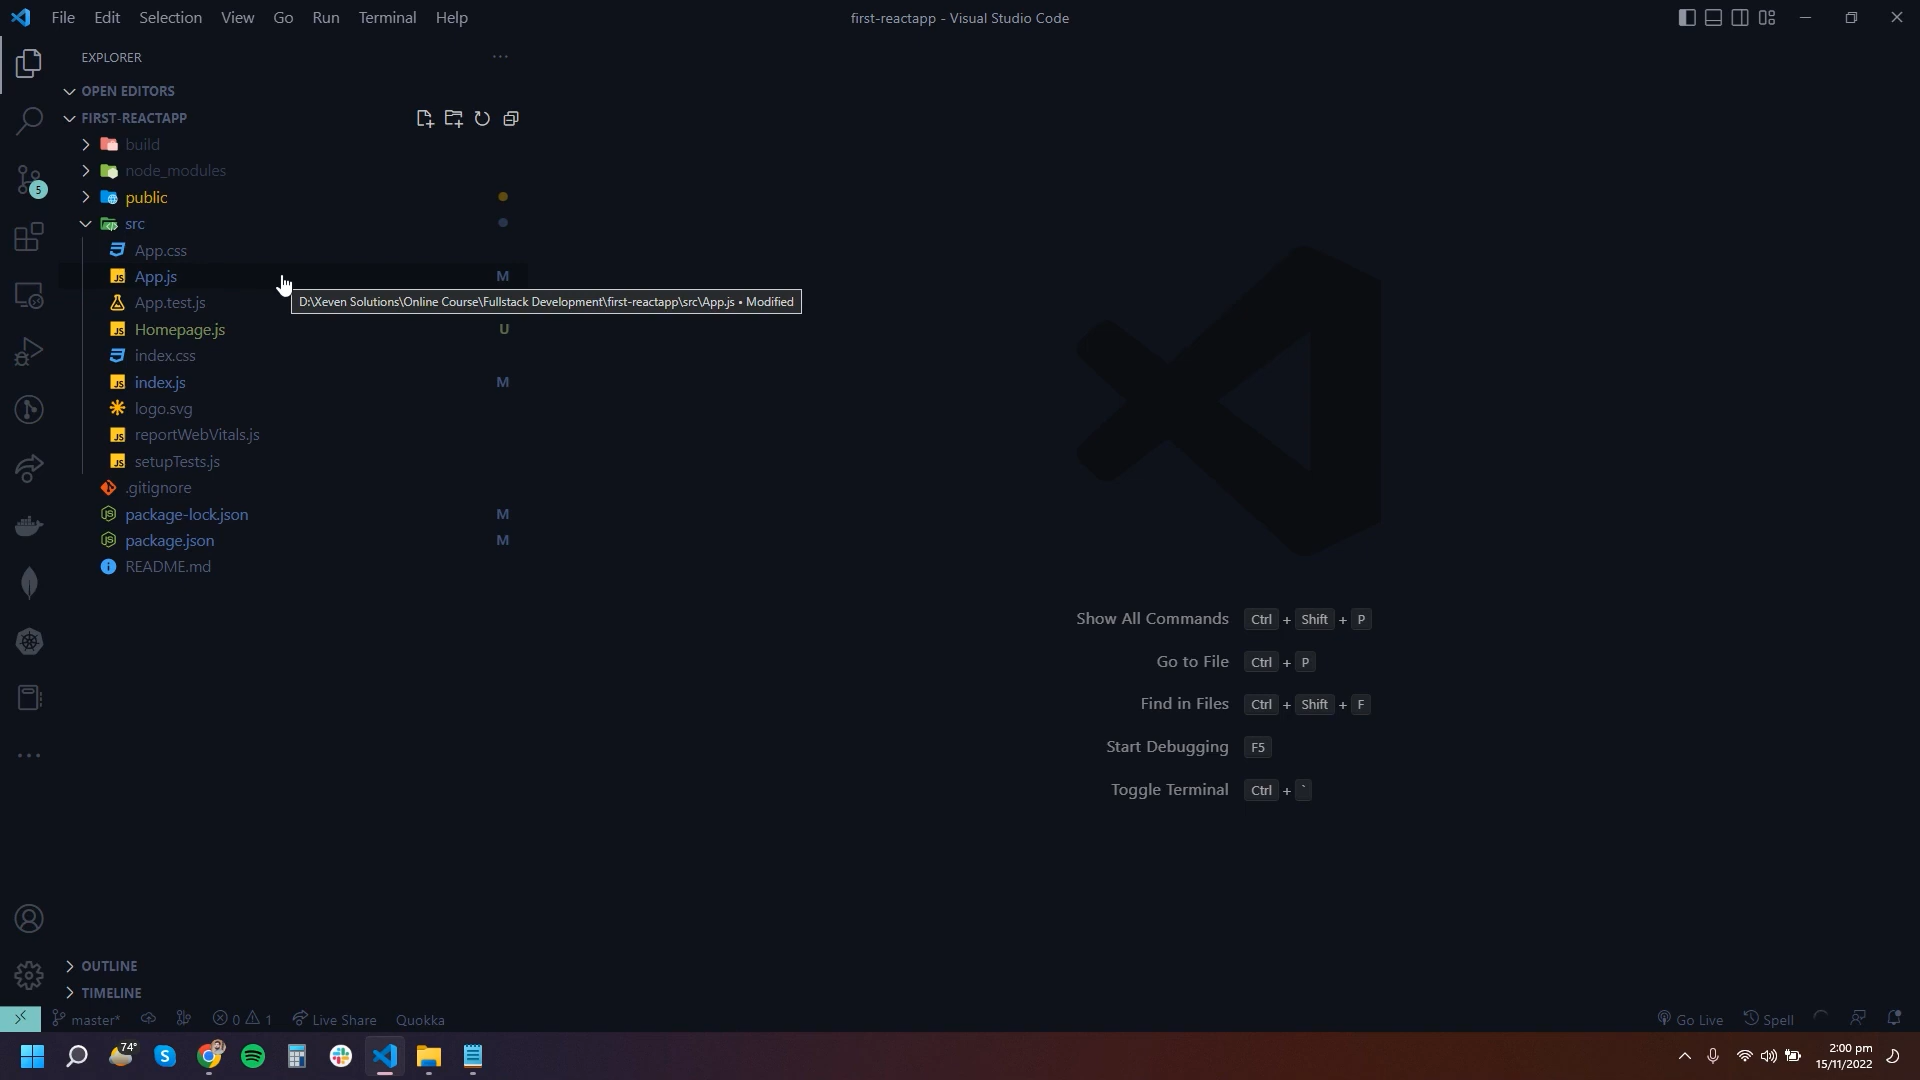 File Edit Selection View Go Run Terminal Help
first-reactapp - Visual Studio Code
EXPLORER
OPEN EDITORS
FIRST-REACTAPP
build
node_modules
public
src
App.css
App.js M
D:\Xeven Solutions\Online Course\Fullstack Development\first-reactapp\src\App.js • Modified
App.test.js
Homepage.js U
index.css
index.js M
logo.svg
reportWebVitals.js
setupTests.js
.gitignore
package-lock.json M
package.json M
README.md
5
Show All Commands Ctrl + Shift + P
Go to File Ctrl + P
Find in Files Ctrl + Shift + F
Start Debugging F5
Toggle Terminal Ctrl + `
OUTLINE
TIMELINE
master* 0 1 Live Share Quokka
Go Live Spell
74°
2:00 pm
15/11/2022